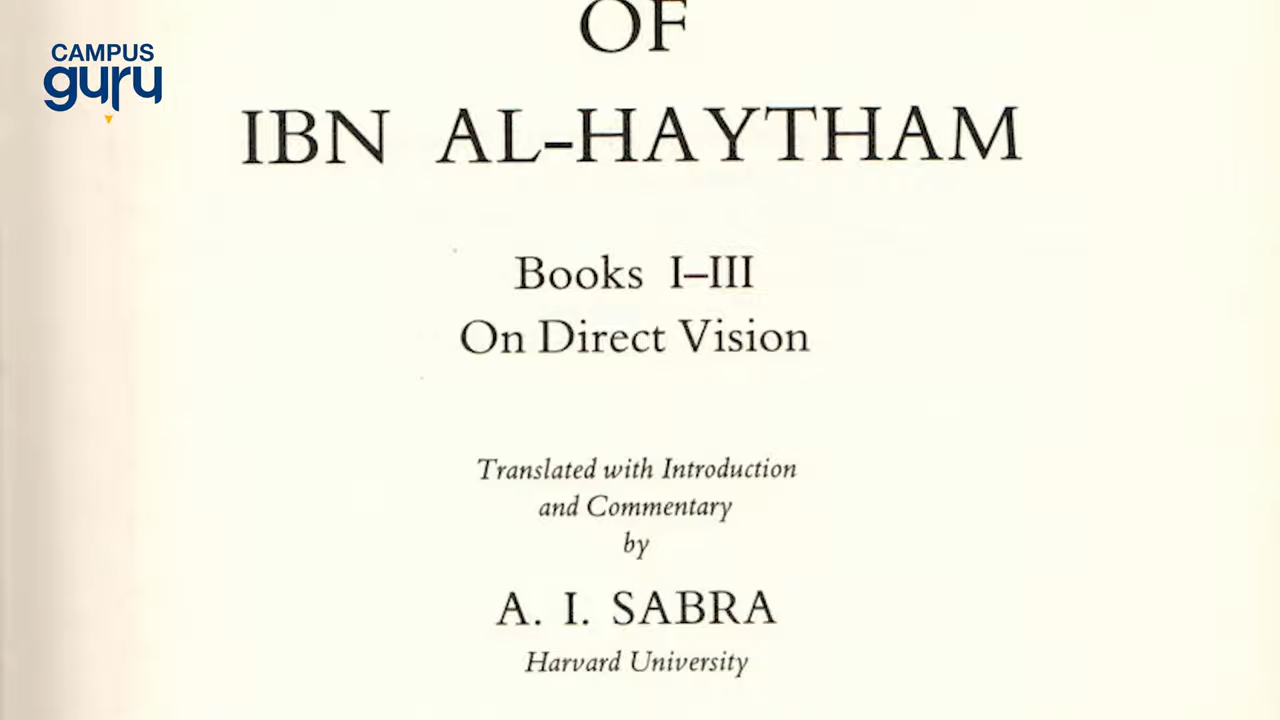 CAMPUS
guru
OF
IBN AL-HAYTHAM
Books I–III
On Direct Vision
Translated with Introduction
and Commentary
by
A. I. SABRA
Harvard University